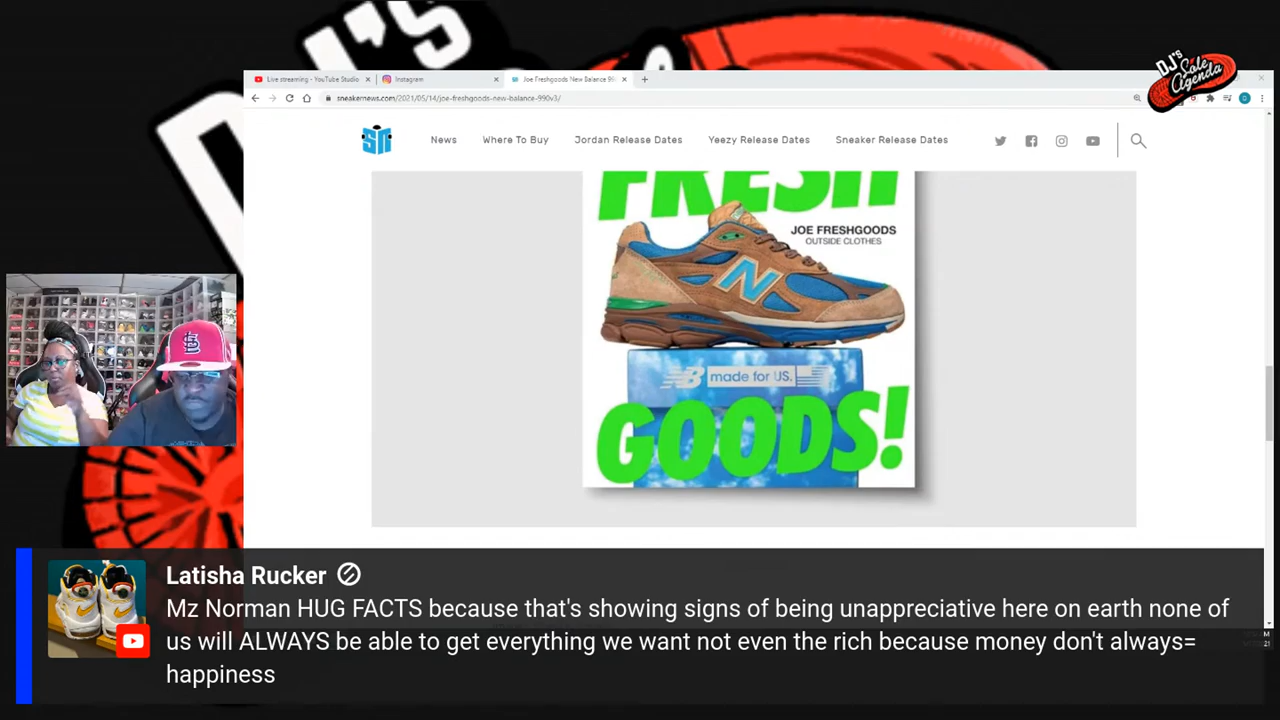 DJ'S
DJ's
Sole
Agenda
Live streaming - YouTube Studio
Instagram
Joe Freshgoods New Balance 99
sneakernews.com/2021/05/14/joe-freshgoods-new-balance-990v3/
SN
News
Where To Buy
Jordan Release Dates
Yeezy Release Dates
Sneaker Release Dates
FRESH
JOE FRESHGOODS
OUTSIDE CLOTHES
N
NB made for US.
GOODS!
Latisha Rucker
Mz Norman HUG FACTS because that's showing signs of being unappreciative here on earth none of
us will ALWAYS be able to get everything we want not even the rich because money don't always=
happiness